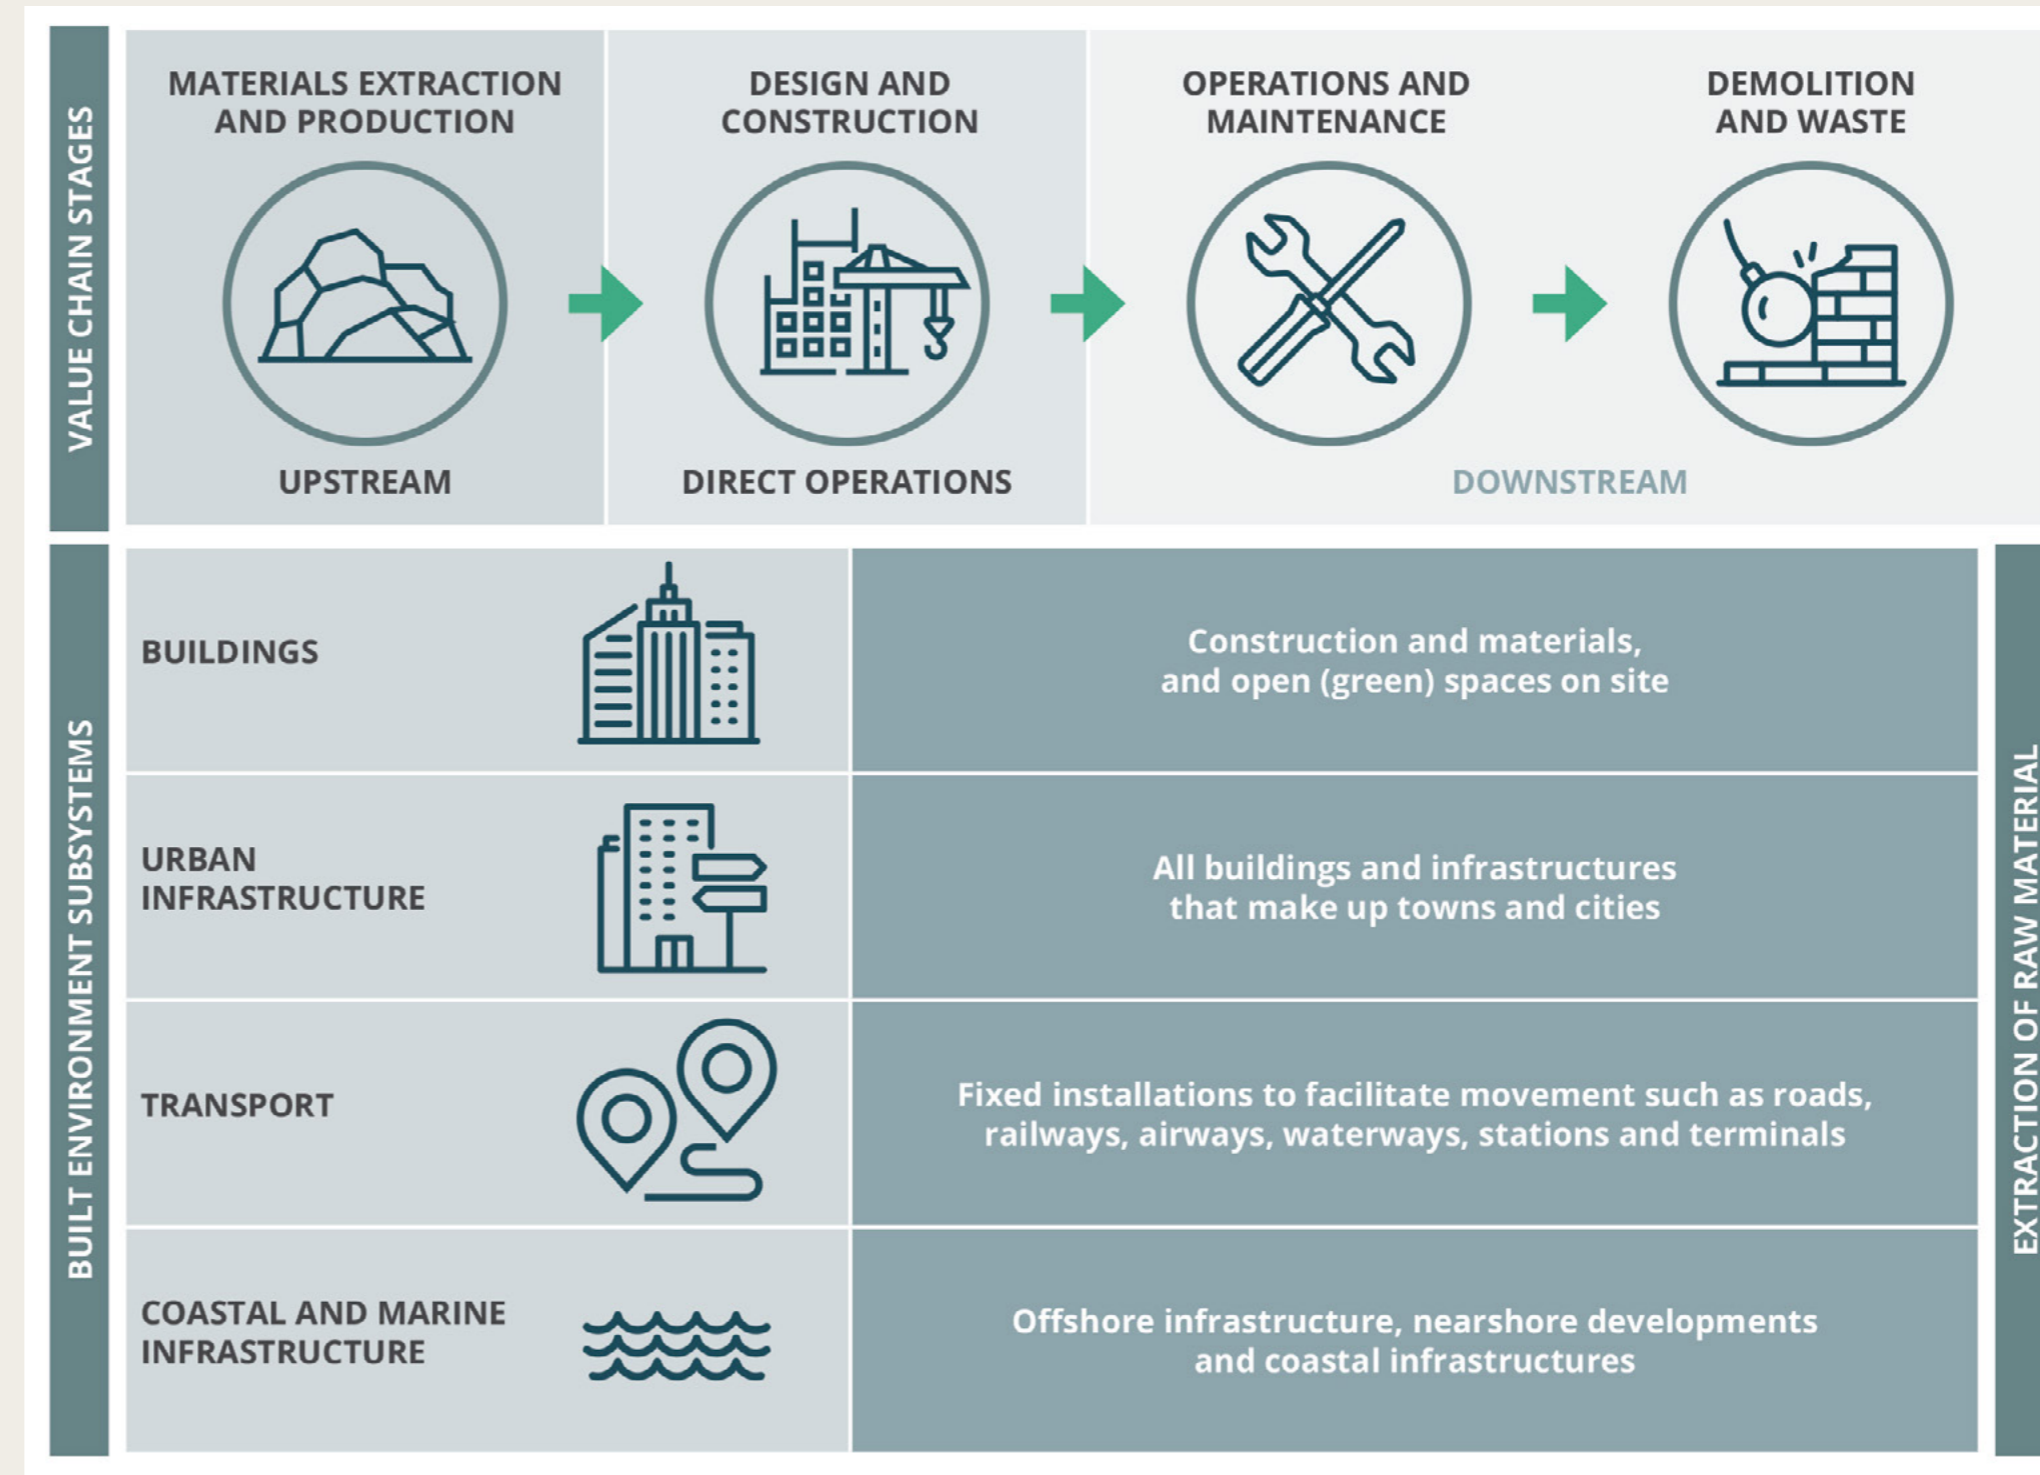 VALUE CHAIN STAGES
MATERIALS EXTRACTION
AND PRODUCTION
UPSTREAM
DESIGN AND
CONSTRUCTION
DIRECT OPERATIONS
OPERATIONS AND
MAINTENANCE
DEMOLITION
AND WASTE
DOWNSTREAM
BUILT ENVIRONMENT SUBSYSTEMS
BUILDINGS
Construction and materials,
and open (green) spaces on site
URBAN
INFRASTRUCTURE
All buildings and infrastructures
that make up towns and cities
TRANSPORT
Fixed installations to facilitate movement such as roads,
railways, airways, waterways, stations and terminals
COASTAL AND MARINE
INFRASTRUCTURE
Offshore infrastructure, nearshore developments
and coastal infrastructures
EXTRACTION OF RAW MATERIAL